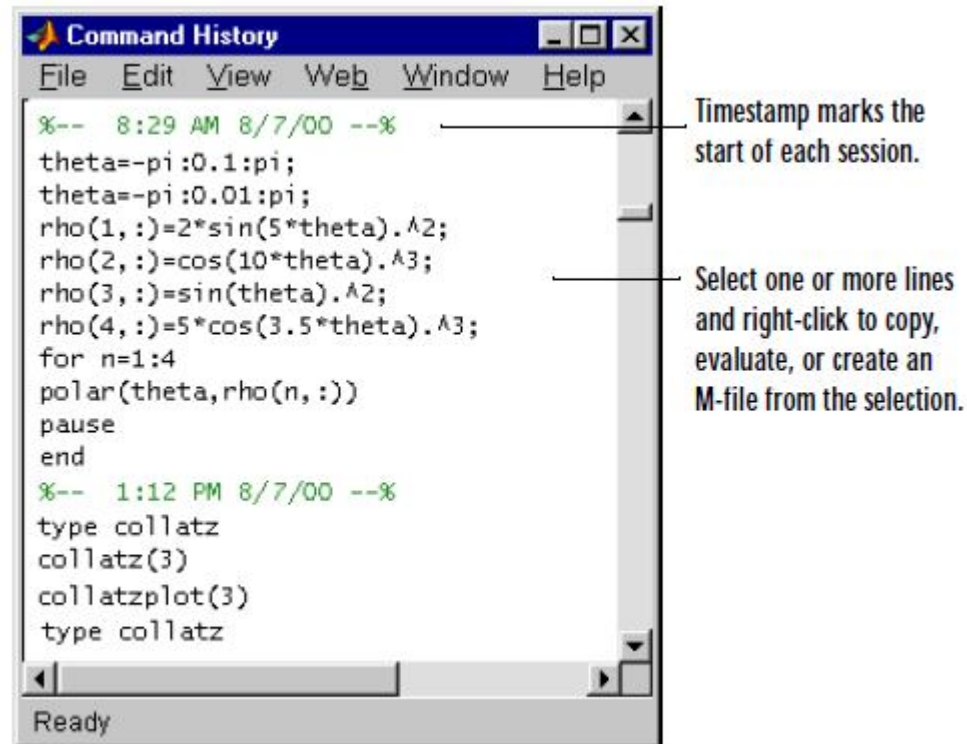 Command History
File Edit View Web Window Help
%-- 8:29 AM 8/7/00 --%
theta=-pi:0.1:pi;
theta=-pi:0.01:pi;
rho(1,:)=2*sin(5*theta).^2;
rho(2,:)=cos(10*theta).^3;
rho(3,:)=sin(theta).^2;
rho(4,:)=5*cos(3.5*theta).^3;
for n=1:4
polar(theta,rho(n,:))
pause
end
%-- 1:12 PM 8/7/00 --%
type collatz
collatz(3)
collatzplot(3)
type collatz
Ready
Timestamp marks the
start of each session.
Select one or more lines
and right-click to copy,
evaluate, or create an
M-file from the selection.